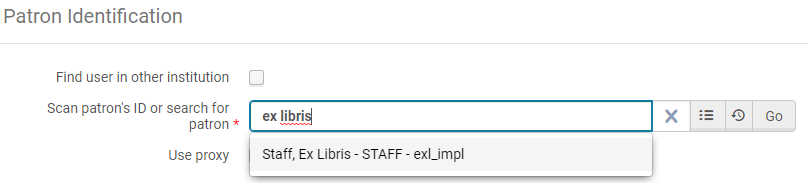 Patron Identification
Find user in other institution
Scan patron's ID or search for
patron *
ex libris
Go
Use proxy
Staff, Ex Libris - STAFF - exl_impl